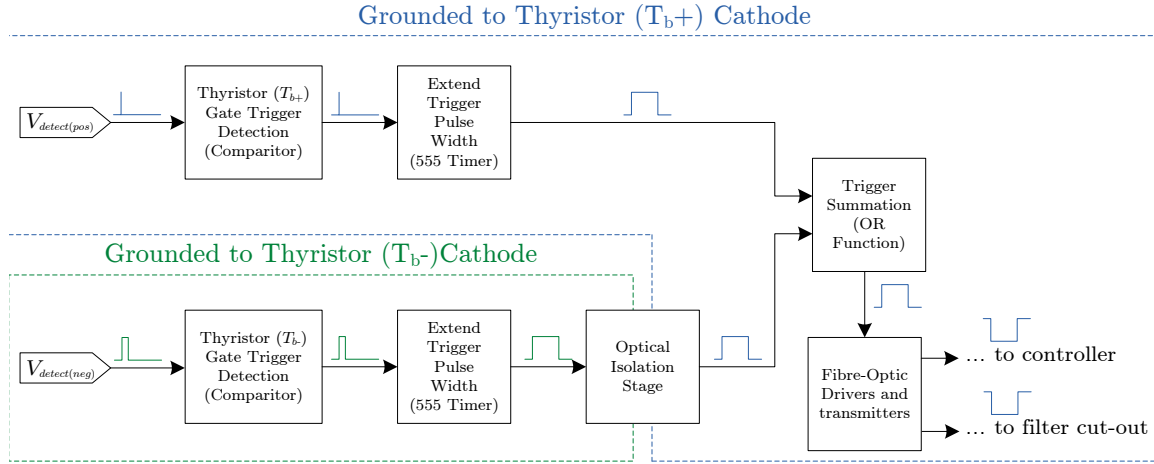 Grounded to Thyristor (Tb+) Cathode
Vdetect(pos)
Thyristor (Tb+)
Gate Trigger
Detection
(Comparitor)
Extend
Trigger
Pulse
Width
(555 Timer)
Trigger
Summation
(OR
Function)
Grounded to Thyristor (Tb-)Cathode
Vdetect(neg)
Thyristor (Tb-)
Gate Trigger
Detection
(Comparitor)
Extend
Trigger
Pulse
Width
(555 Timer)
Optical
Isolation
Stage
Fibre-Optic
Drivers and
transmitters
... to controller
... to filter cut-out